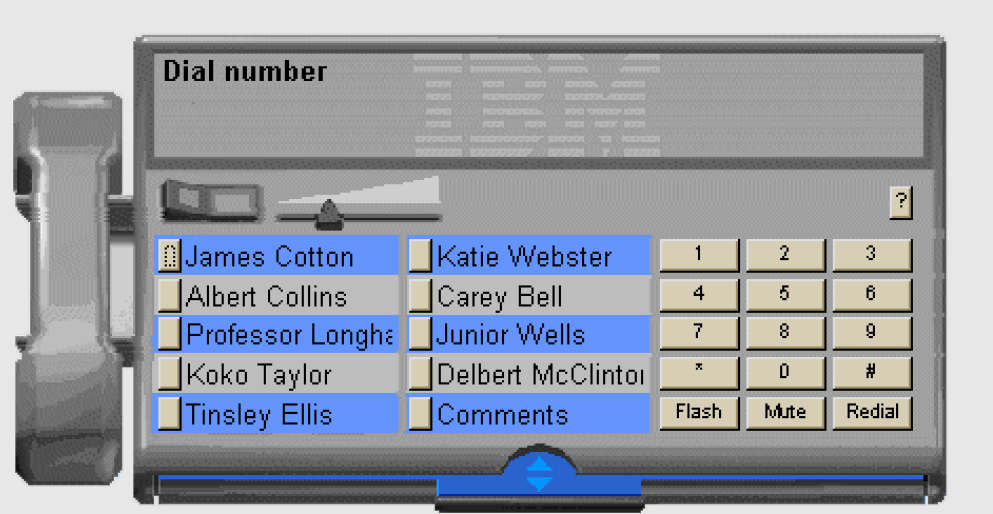 Dial number
IBM
?
James Cotton
Katie Webster
1 2 3
Albert Collins
Carey Bell
4 5 6
Professor Longha
Junior Wells
7 8 9
Koko Taylor
Delbert McClinto
* 0 #
Tinsley Ellis
Comments
Flash Mute Redial